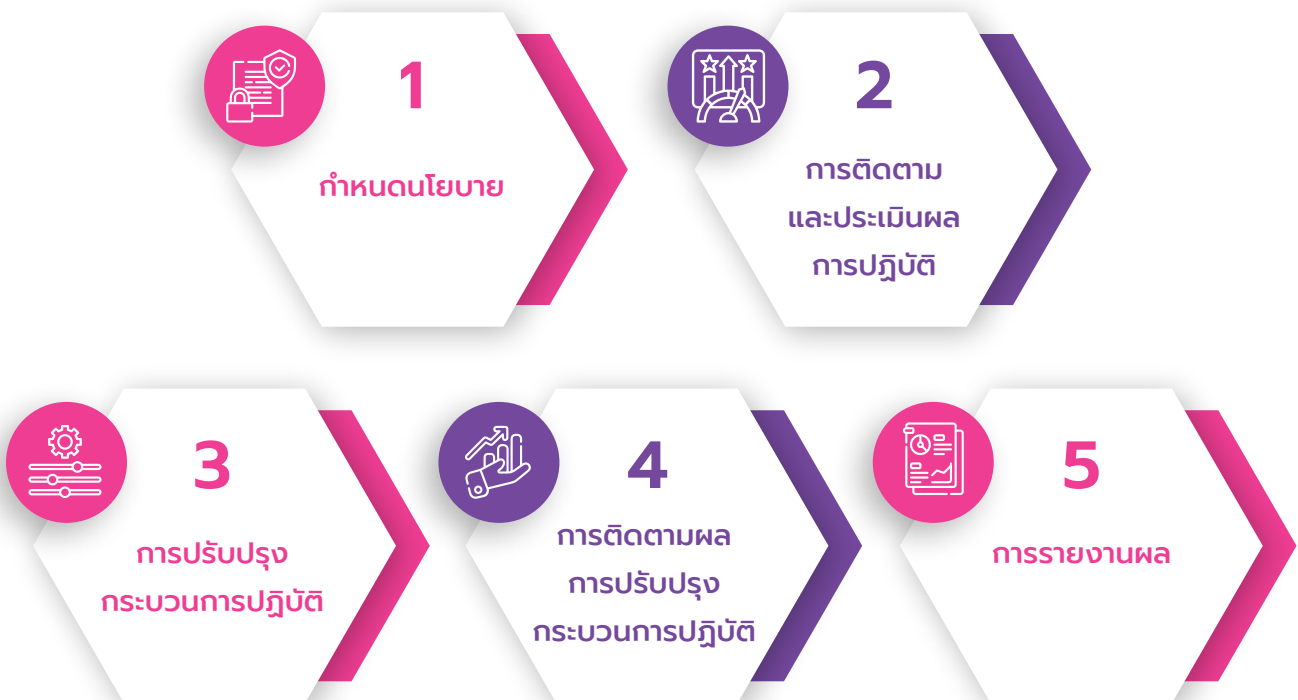 1
กำหนดนโยบาย
2
การติดตาม
และประเมินผล
การปฏิบัติ
3
การปรับปรุง
กระบวนการปฏิบัติ
4
การติดตามผล
การปรับปรุง
กระบวนการปฏิบัติ
5
การรายงานผล